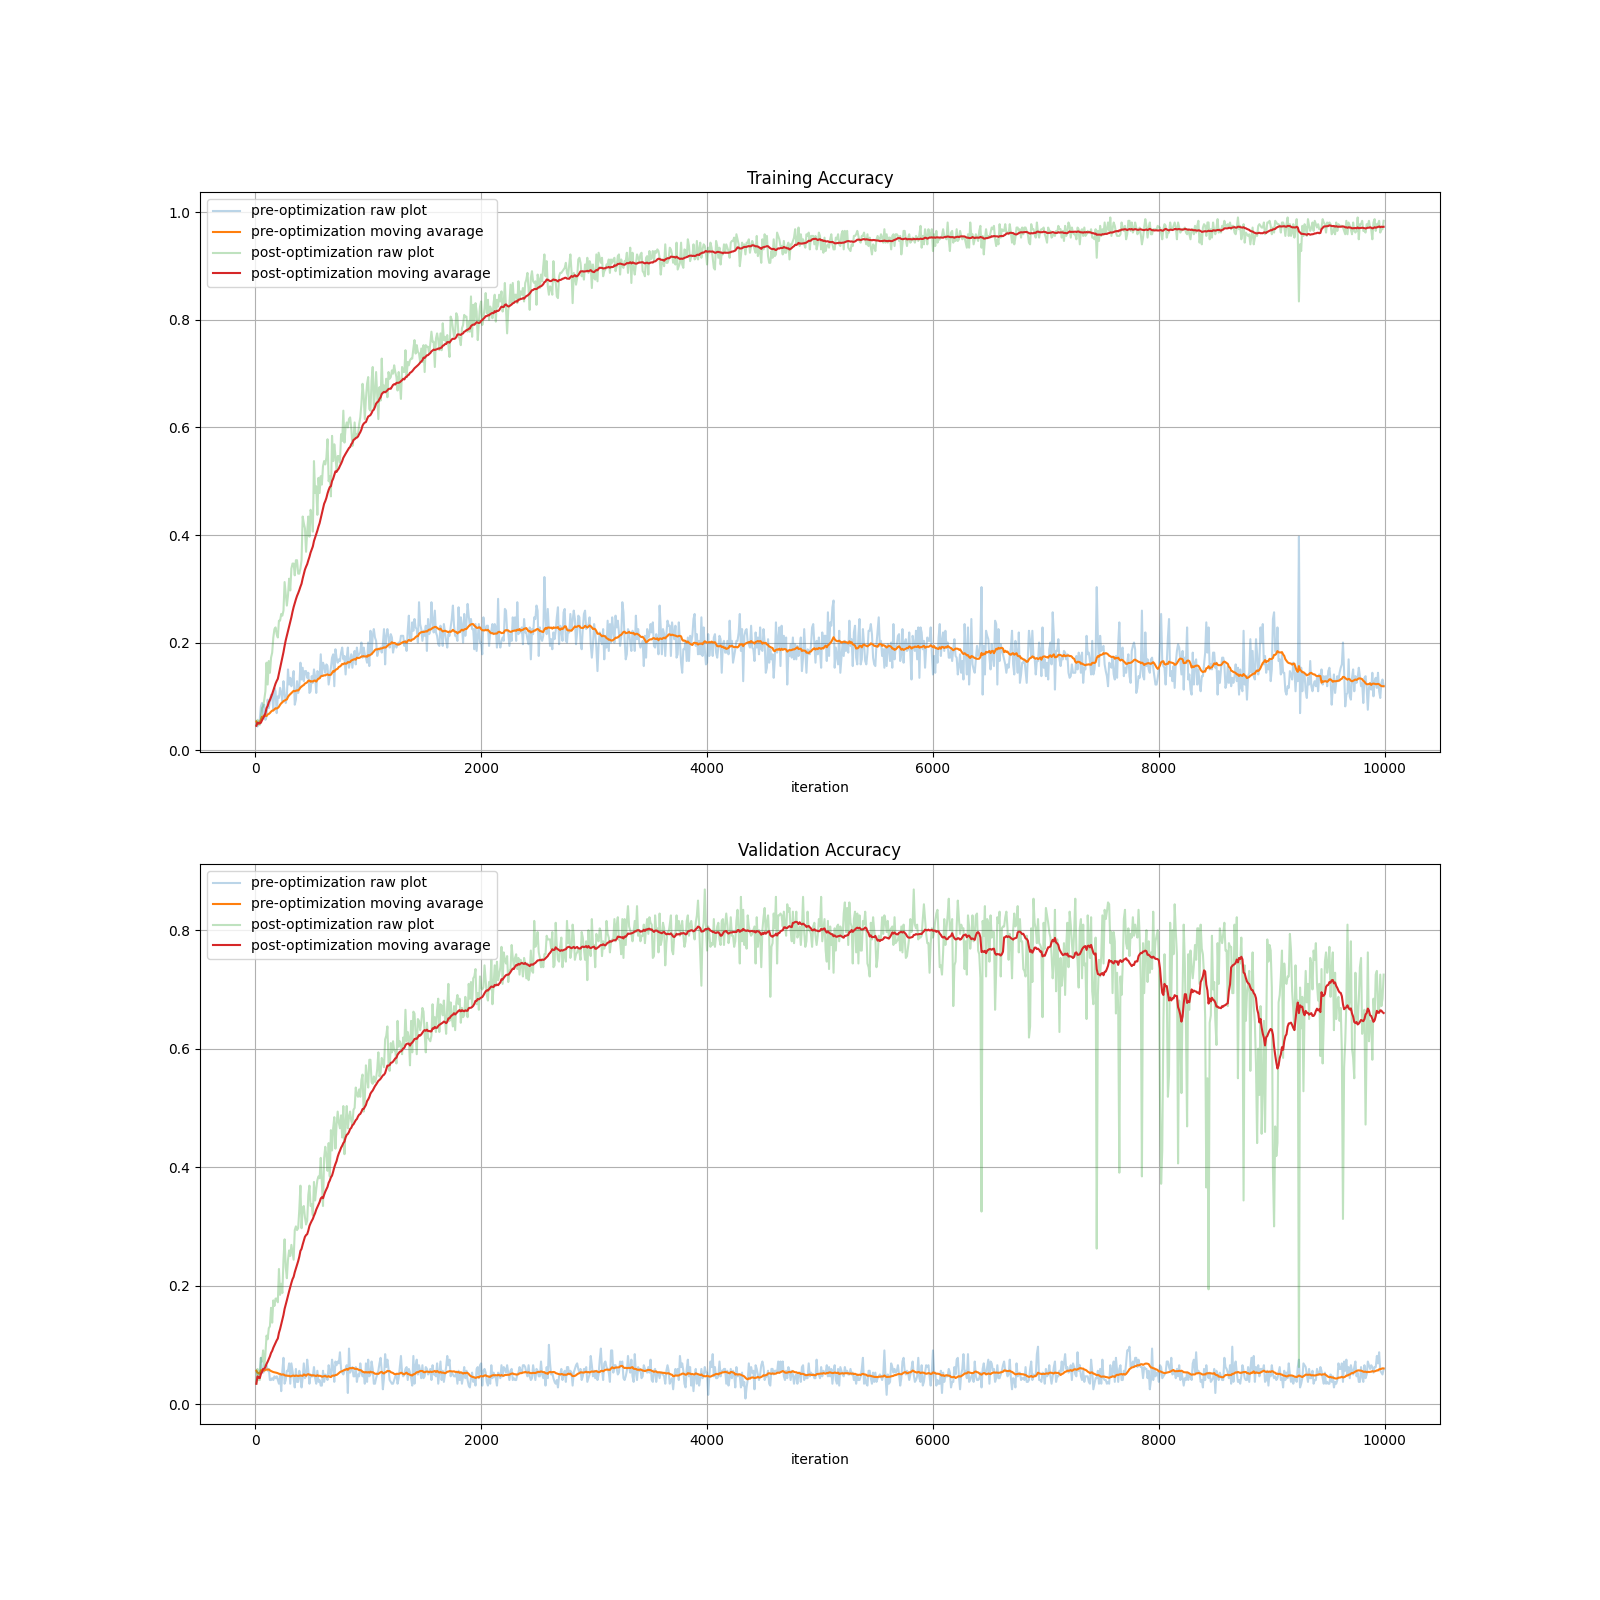 Training Accuracy
1.0
0.8
0.6
0.4
0.2
0.0
pre-optimization raw plot
pre-optimization moving avarage
post-optimization raw plot
post-optimization moving avarage
0 2000 4000 6000 8000 10000
iteration
Validation Accuracy
0.8
0.6
0.4
0.2
0.0
pre-optimization raw plot
pre-optimization moving avarage
post-optimization raw plot
post-optimization moving avarage
0 2000 4000 6000 8000 10000
iteration